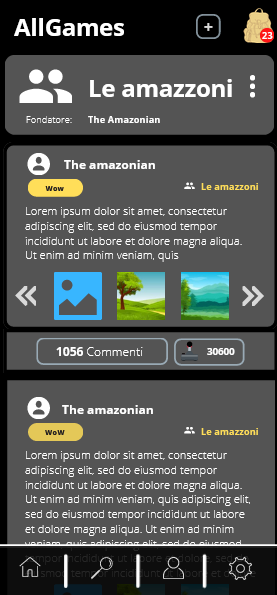 AllGames
+
23
Le amazzoni
Fondatore: The Amazonian
The amazonian
Wow
Le amazzoni
Lorem ipsum dolor sit amet, consectetur
adipiscing elit, sed do eiusmod tempor
incididunt ut labore et dolore magna aliqua.
Ut enim ad minim veniam, quis
1056 Commenti
30600
The amazonian
WoW
Le amazzoni
Lorem ipsum dolor sit amet, consectetur
adipiscing elit, sed do eiusmod tempor
incididunt ut labore et dolore magna aliqua.
Ut enim ad minim veniam, quis adipiscing elit,
sed do eiusmod tempor incididunt ut labore
et dolore magna aliqua. Ut enim ad minim
veniam, quis adipiscing elit, sed do eiusmod